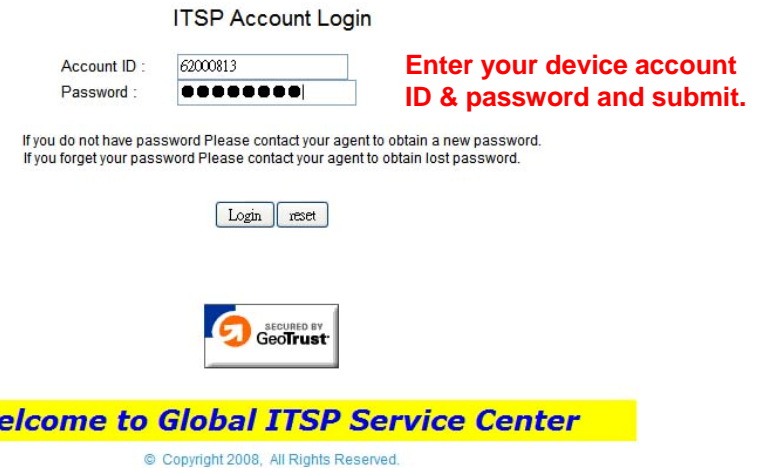 ITSP Account Login
Account ID : 62000813
Enter your device account
Password : ●●●●●●●●
ID & password and submit.
If you do not have password Please contact your agent to obtain a new password.
If you forget your password Please contact your agent to obtain lost password.
Login reset
SECURED BY
GeoTrust
elcome to Global ITSP Service Center
© Copyright 2008, All Rights Reserved.